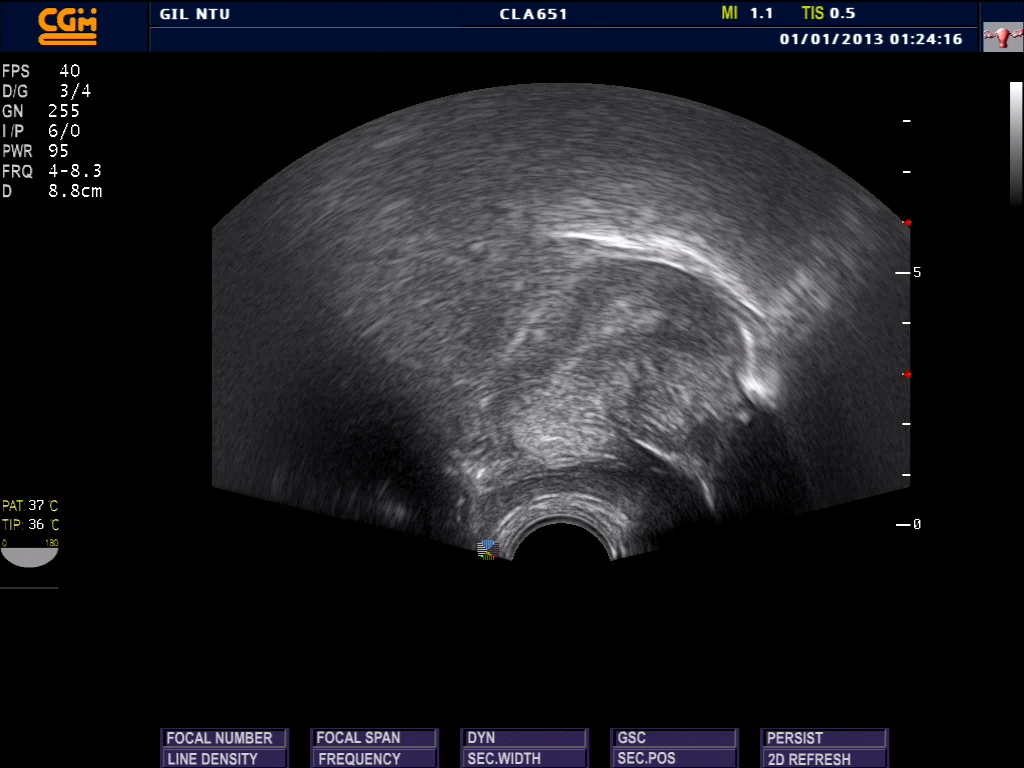 CGM
GIL NTU CLA651 MI 1.1 TIS 0.5
01/01/2013 01:24:16
FPS 40
D/G 3/4
GN 255
I/P 6/0
PWR 95
FRQ 4-8.3
D 8.8cm
5
PAT: 37 °C
TIP: 36 °C
0 180
0
FOCAL NUMBER FOCAL SPAN DYN GSC PERSIST
LINE DENSITY FREQUENCY SEC.WIDTH SEC.POS 2D REFRESH